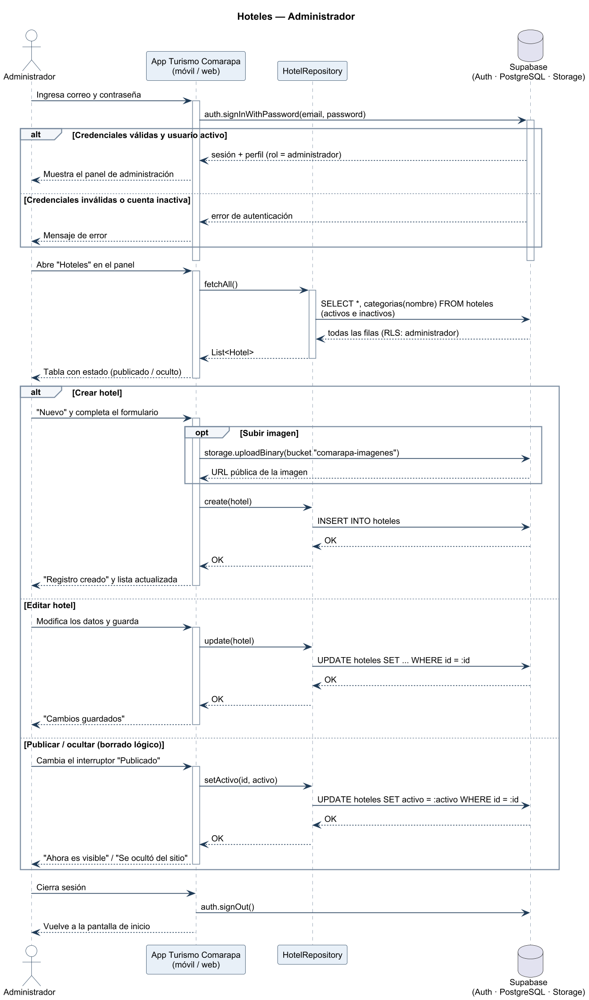 Hoteles — Administrador
Administrador
App Turismo Comarapa
(móvil / web)
HotelRepository
Supabase
(Auth · PostgreSQL · Storage)
Ingresa correo y contraseña
auth.signInWithPassword(email, password)
alt
[Credenciales válidas y usuario activo]
sesión + perfil (rol = administrador)
Muestra el panel de administración
[Credenciales inválidas o cuenta inactiva]
error de autenticación
Mensaje de error
Abre "Hoteles" en el panel
fetchAll()
SELECT *, categorias(nombre) FROM hoteles
(activos e inactivos)
todas las filas (RLS: administrador)
List<Hotel>
Tabla con estado (publicado / oculto)
alt
[Crear hotel]
"Nuevo" y completa el formulario
opt
[Subir imagen]
storage.uploadBinary(bucket "comarapa-imagenes")
URL pública de la imagen
create(hotel)
INSERT INTO hoteles
OK
OK
"Registro creado" y lista actualizada
[Editar hotel]
Modifica los datos y guarda
update(hotel)
UPDATE hoteles SET ... WHERE id = :id
OK
OK
"Cambios guardados"
[Publicar / ocultar (borrado lógico)]
Cambia el interruptor "Publicado"
setActivo(id, activo)
UPDATE hoteles SET activo = :activo WHERE id = :id
OK
OK
"Ahora es visible" / "Se ocultó del sitio"
Cierra sesión
auth.signOut()
Vuelve a la pantalla de inicio
Administrador
App Turismo Comarapa
(móvil / web)
HotelRepository
Supabase
(Auth · PostgreSQL · Storage)